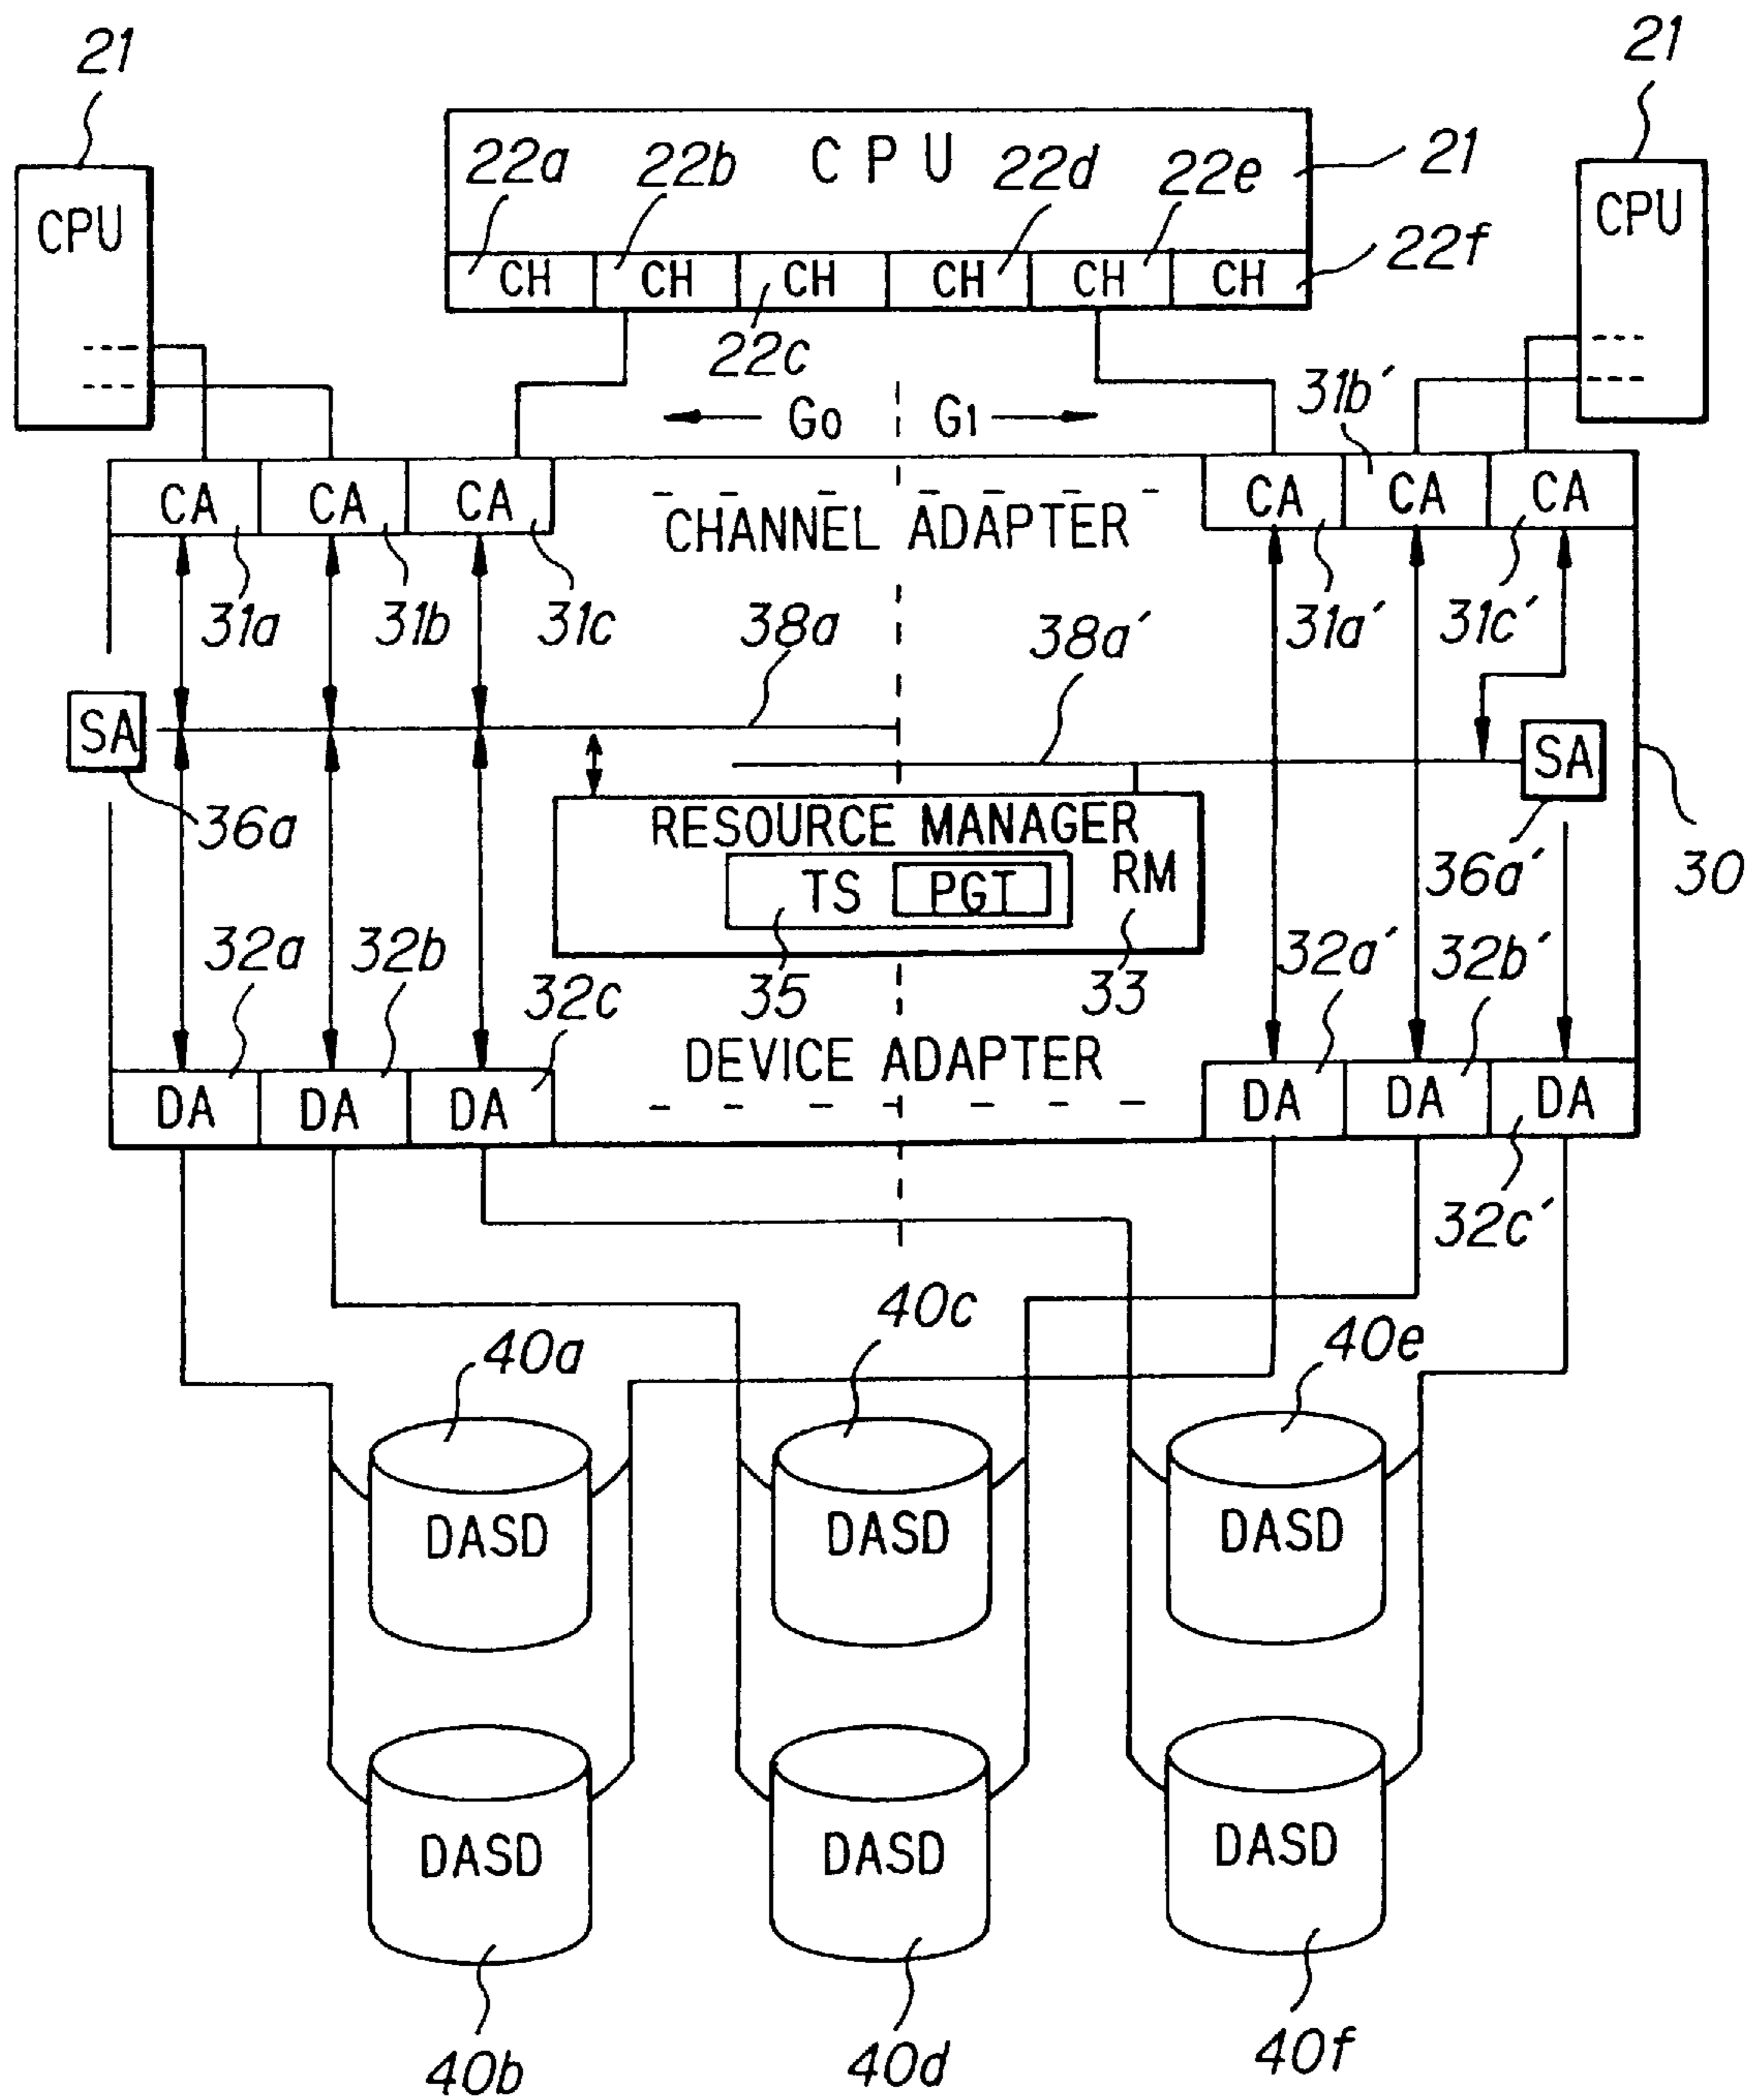 21
21
CPU
21
22a
22b
22d
22e
CPU
CPU
22f
CH
CH
CH
CH
CH
CH
22c
31b′
G0
G1
CA
CA
CA
CHANNEL ADAPTER
CA
CA
CA
31a
31b
31c
38a
38a′
31a′
31c′
SA
SA
36a
RESOURCE MANAGER
36a′
30
TS
PGT
RM
32a
32b
32c
35
33
32a′
32b′
DEVICE ADAPTER
DA
DA
DA
DA
DA
DA
32c′
40a
40c
40e
DASD
DASD
DASD
DASD
DASD
DASD
40b
40d
40f